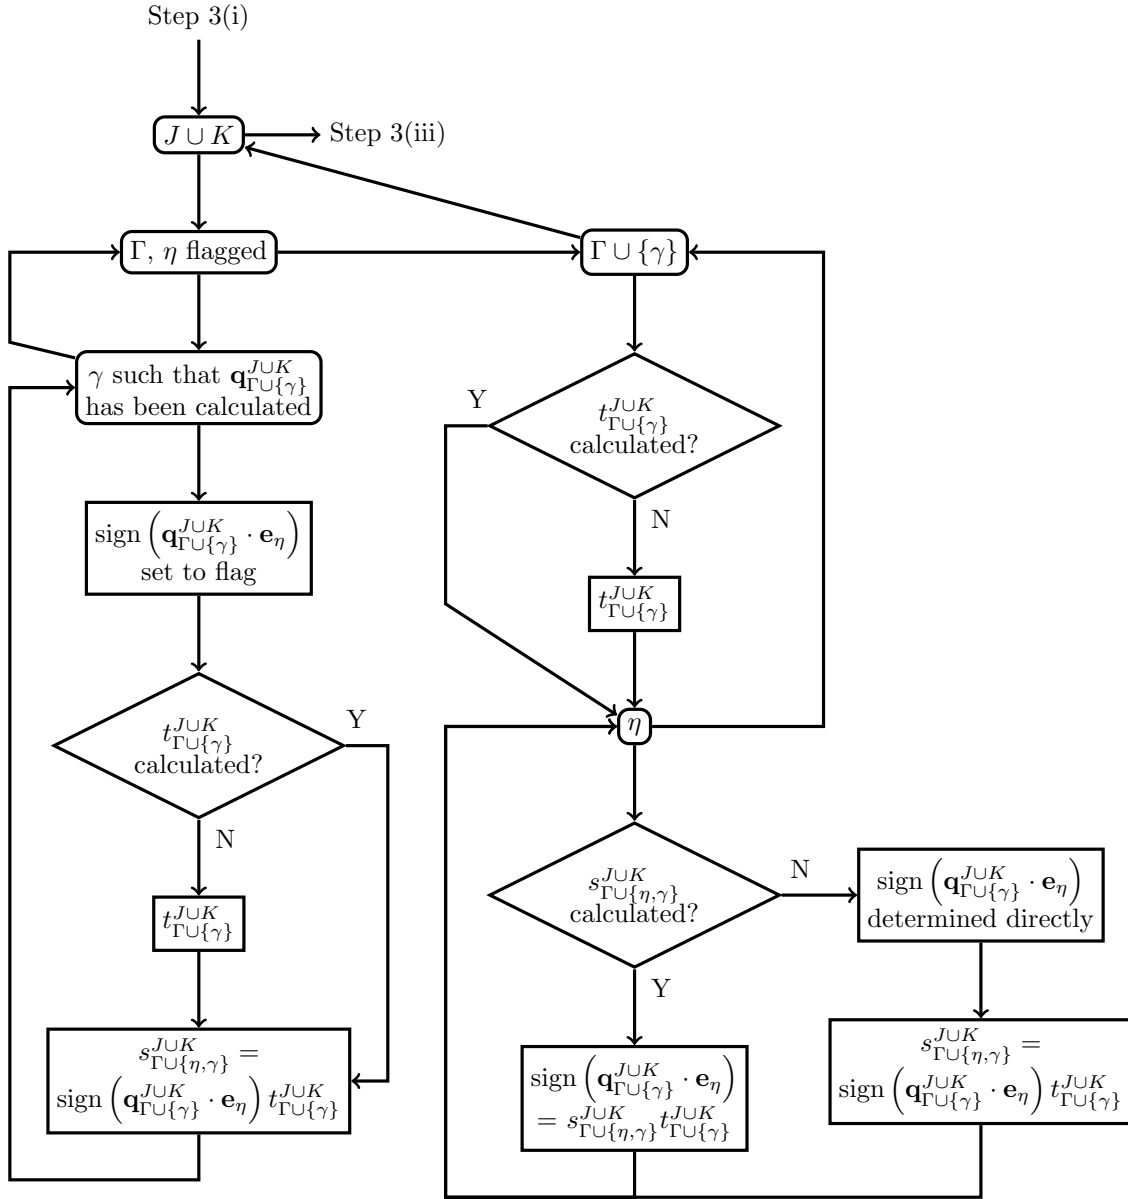 Step 3(i)
J ∪ K
Step 3(iii)
Γ, η flagged
Γ ∪ {γ}
γ such that q^{J∪K}_{Γ∪{γ}}
has been calculated
Y
t^{J∪K}_{Γ∪{γ}}
calculated?
N
sign (q^{J∪K}_{Γ∪{γ}} · e_η)
set to flag
t^{J∪K}_{Γ∪{γ}}
t^{J∪K}_{Γ∪{γ}}
calculated?
Y
N
η
t^{J∪K}_{Γ∪{γ}}
s^{J∪K}_{Γ∪{η,γ}} =
sign (q^{J∪K}_{Γ∪{γ}} · e_η) t^{J∪K}_{Γ∪{γ}}
s^{J∪K}_{Γ∪{η,γ}}
calculated?
N
Y
sign (q^{J∪K}_{Γ∪{γ}} · e_η)
determined directly
sign (q^{J∪K}_{Γ∪{γ}} · e_η)
= s^{J∪K}_{Γ∪{η,γ}} t^{J∪K}_{Γ∪{γ}}
s^{J∪K}_{Γ∪{η,γ}} =
sign (q^{J∪K}_{Γ∪{γ}} · e_η) t^{J∪K}_{Γ∪{γ}}